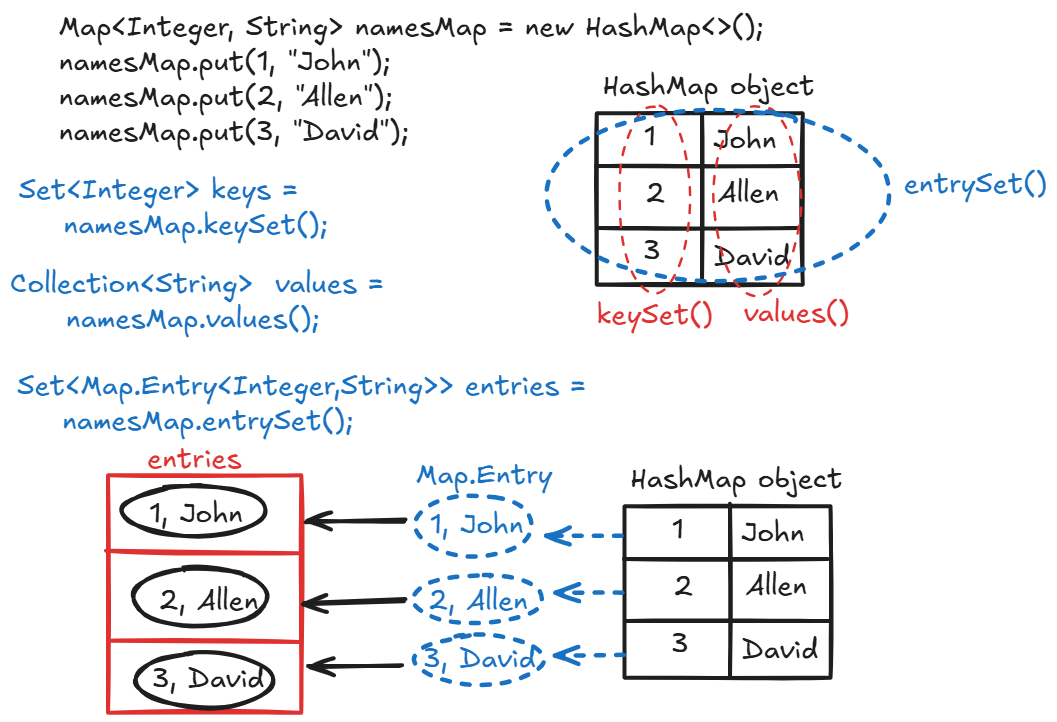 Map<Integer, String> namesMap = new HashMap<>();
namesMap.put(1, "John");
namesMap.put(2, "Allen");
namesMap.put(3, "David");
HashMap object
1 John
2 Allen
3 David
entrySet()
keySet() values()
Set<Integer> keys =
namesMap.keySet();
Collection<String> values =
namesMap.values();
Set<Map.Entry<Integer,String>> entries =
namesMap.entrySet();
entries
1, John
2, Allen
3, David
Map.Entry
1, John
2, Allen
3, David
HashMap object
1 John
2 Allen
3 David